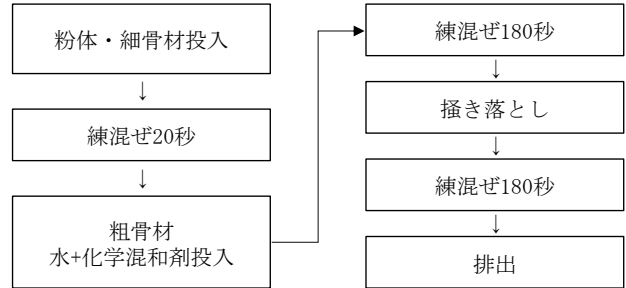 粉体・細骨材投入
↓
練混ぜ20秒
↓
粗骨材
水+化学混和剤投入
練混ぜ180秒
↓
掻き落とし
↓
練混ぜ180秒
↓
排出